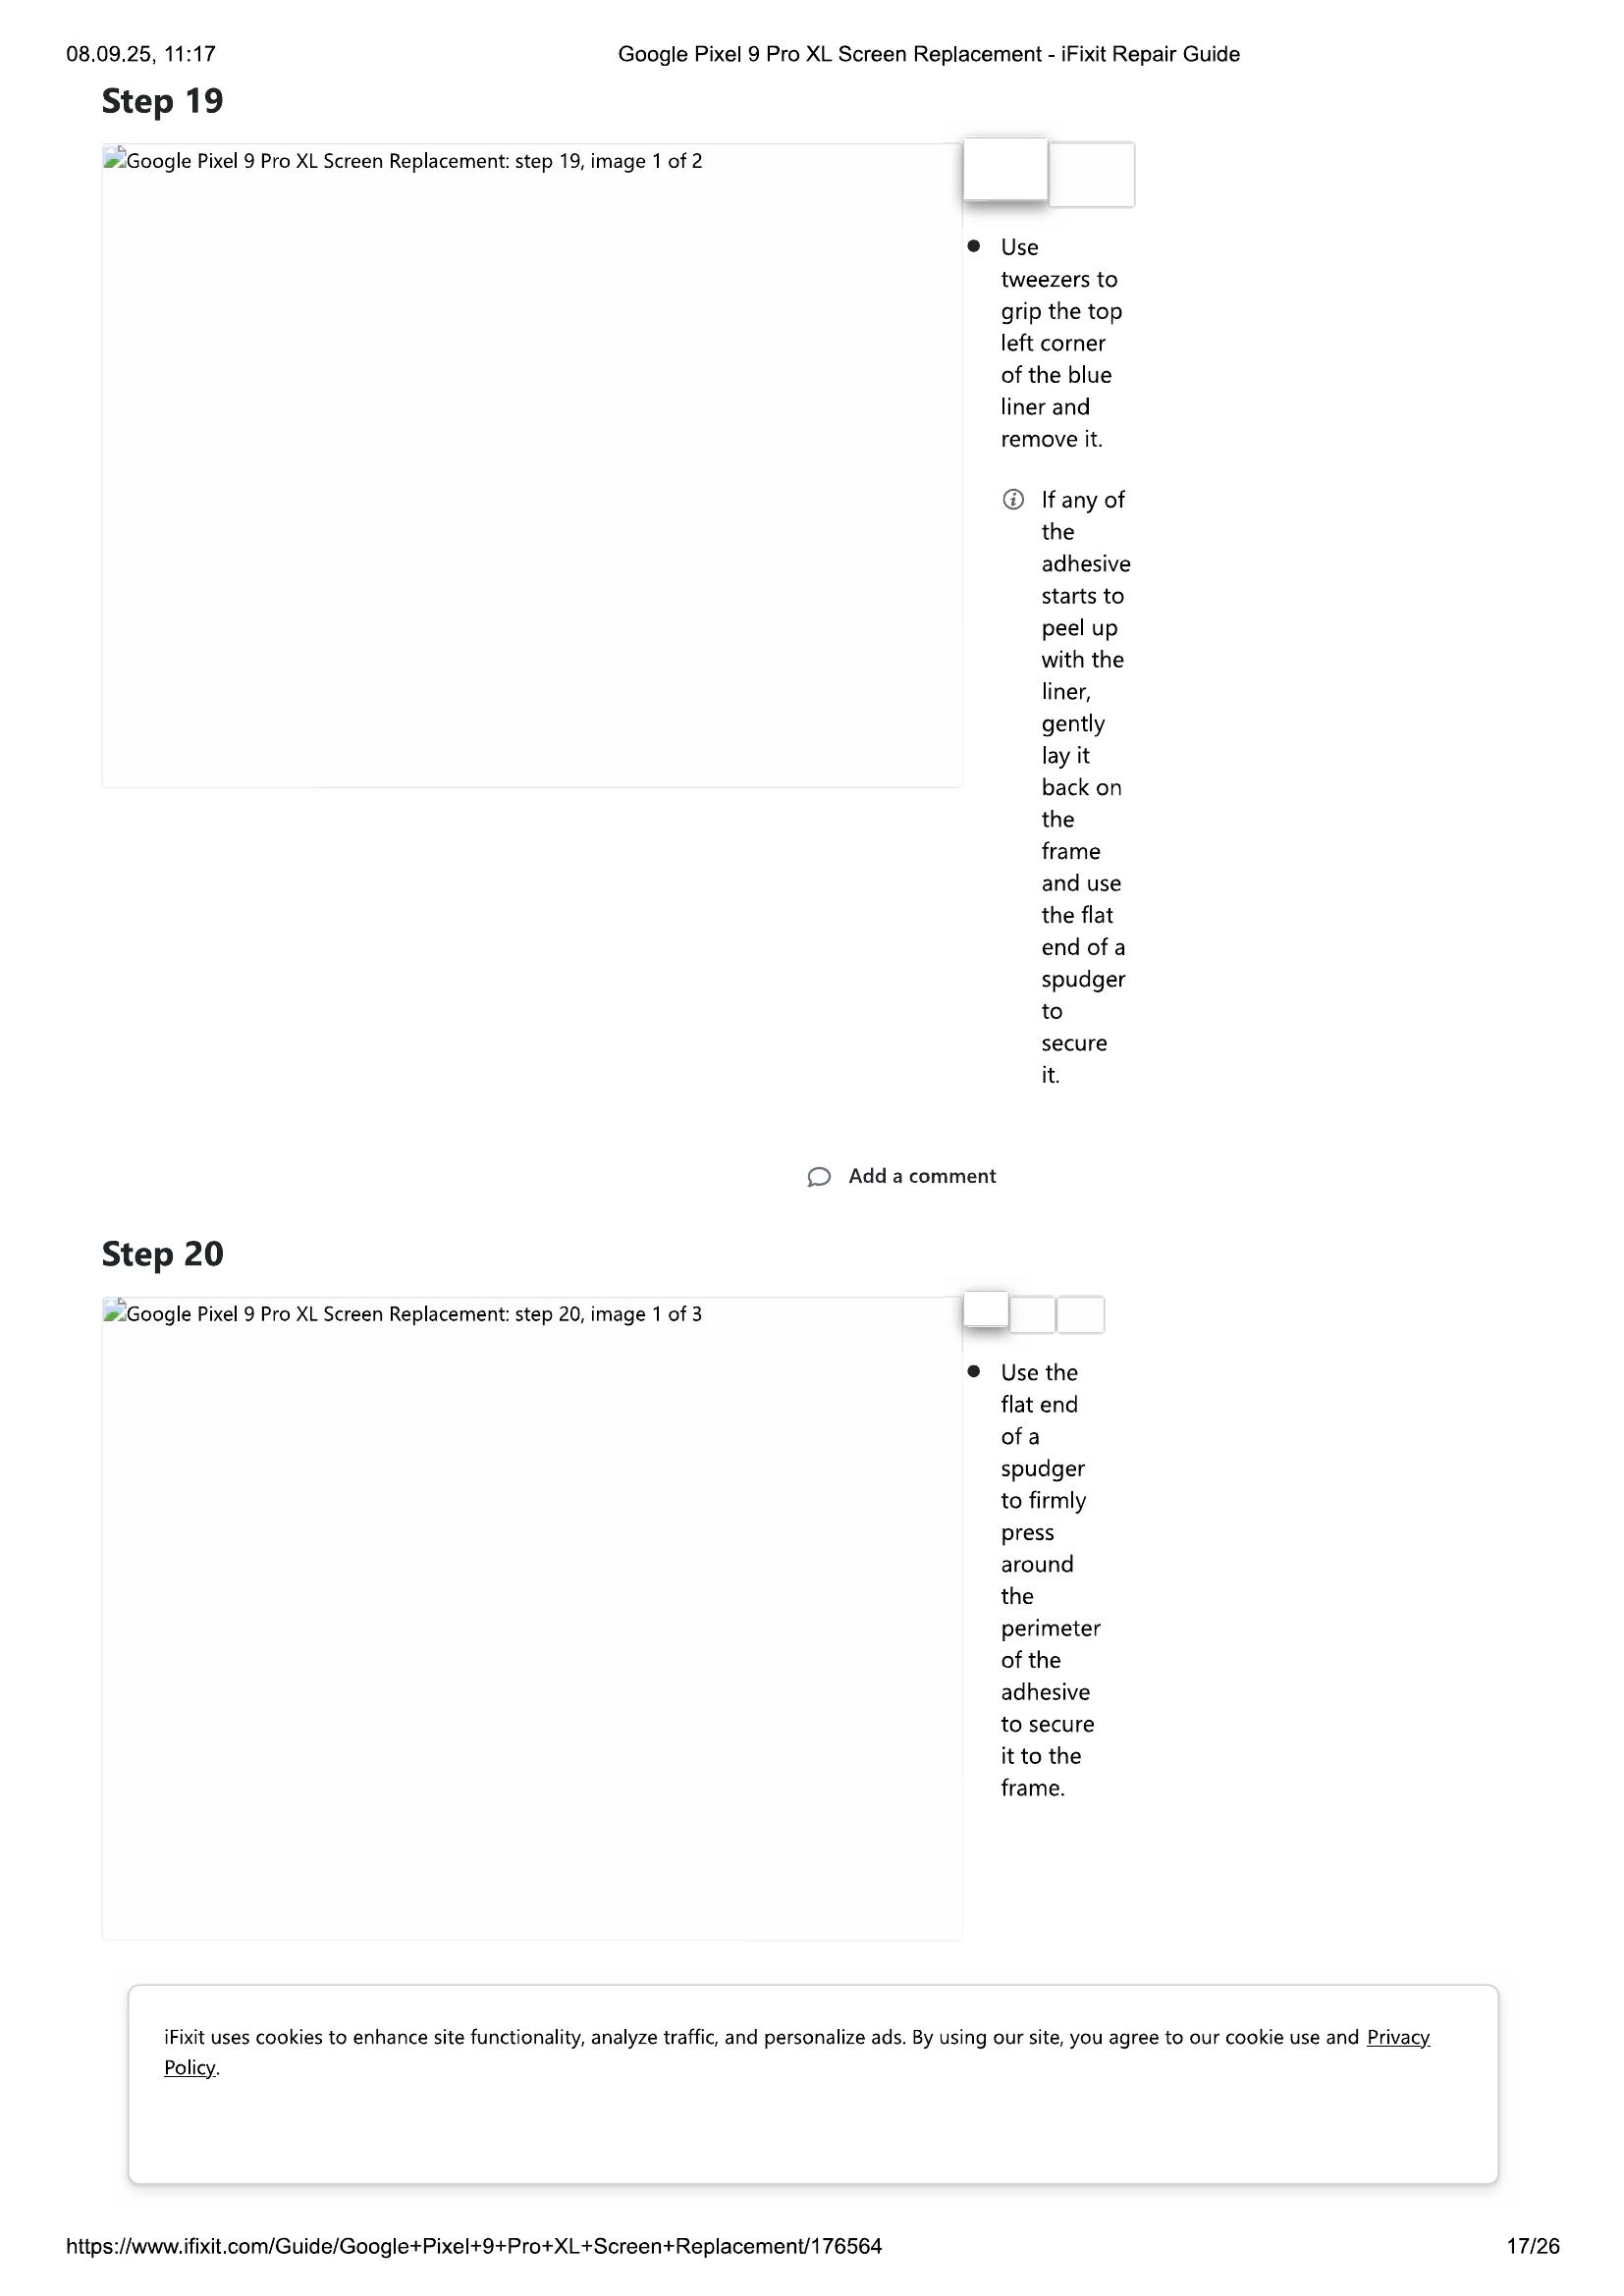 08.09.25, 11:17
Google Pixel 9 Pro XL Screen Replacement - iFixit Repair Guide
Step 19
Google Pixel 9 Pro XL Screen Replacement: step 19, image 1 of 2
Use
tweezers to
grip the top
left corner
of the blue
liner and
remove it.
If any of
the
adhesive
starts to
peel up
with the
liner,
gently
lay it
back on
the
frame
and use
the flat
end of a
spudger
to
secure
it.
Add a comment
Step 20
Google Pixel 9 Pro XL Screen Replacement: step 20, image 1 of 3
Use the
flat end
of a
spudger
to firmly
press
around
the
perimeter
of the
adhesive
to secure
it to the
frame.
iFixit uses cookies to enhance site functionality, analyze traffic, and personalize ads. By using our site, you agree to our cookie use and Privacy
Policy.
https://www.ifixit.com/Guide/Google+Pixel+9+Pro+XL+Screen+Replacement/176564
17/26